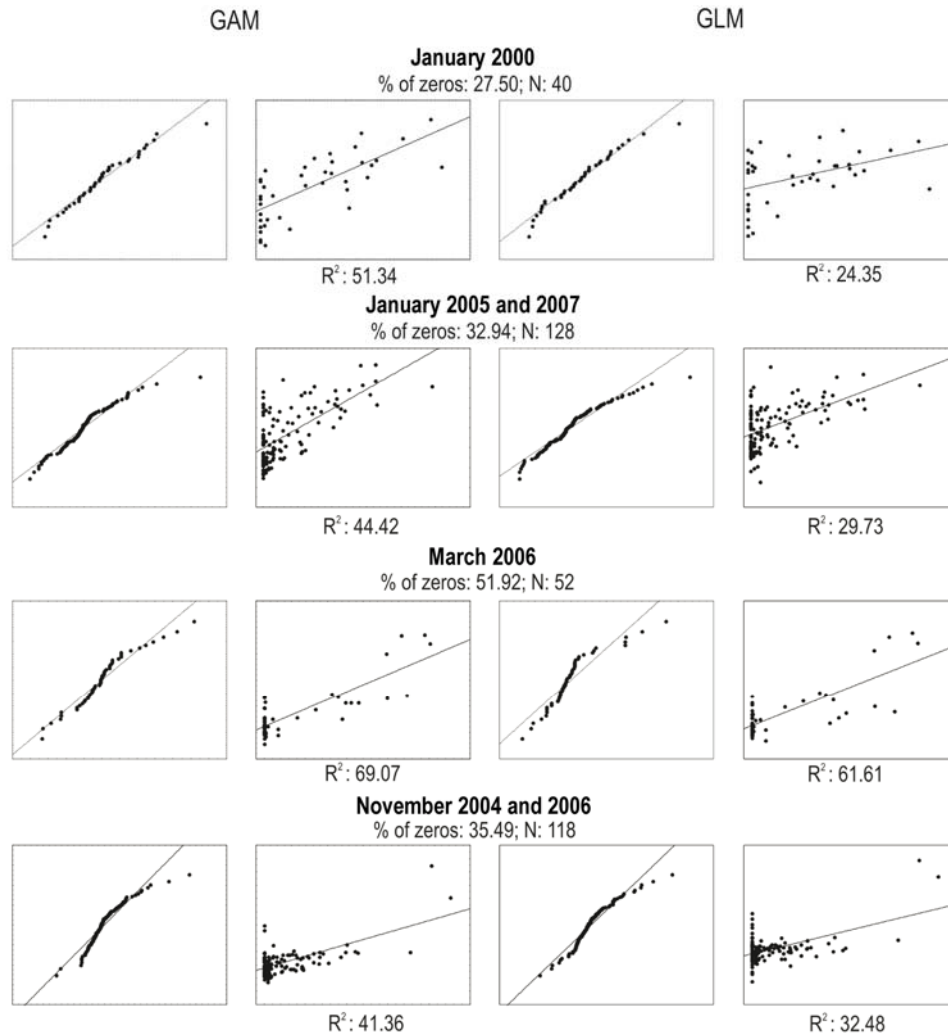 GAM GLM
January 2000
% of zeros: 27.50; N: 40
R²: 51.34 R²: 24.35
January 2005 and 2007
% of zeros: 32.94; N: 128
R²: 44.42 R²: 29.73
March 2006
% of zeros: 51.92; N: 52
R²: 69.07 R²: 61.61
November 2004 and 2006
% of zeros: 35.49; N: 118
R²: 41.36 R²: 32.48